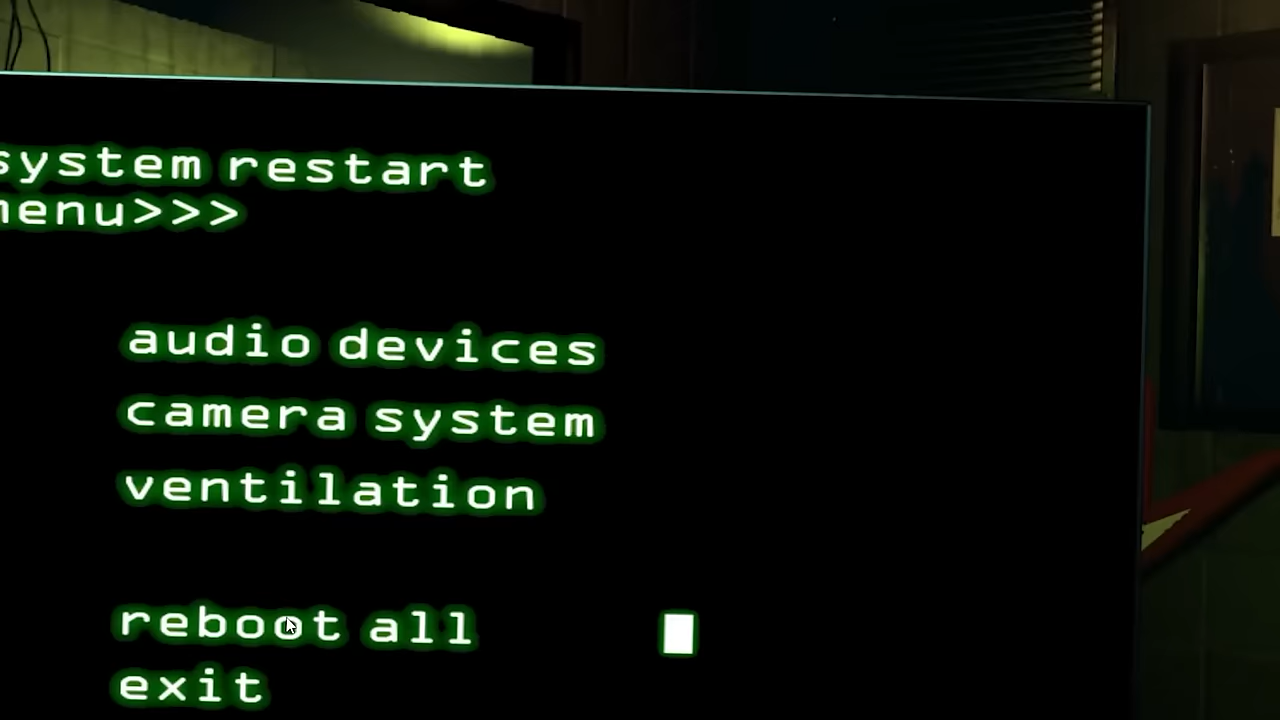 system restart
menu>>>
audio devices
camera system
ventilation
reboot all
exit